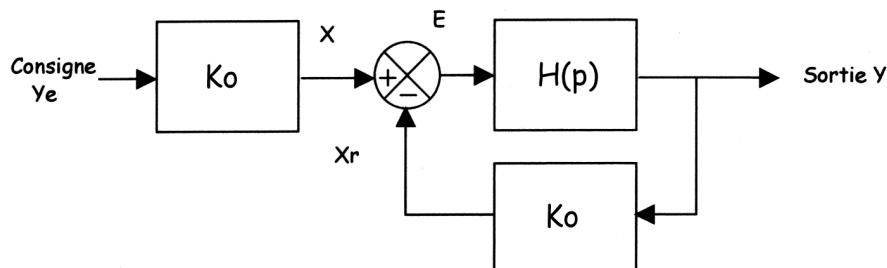 Consigne
Ye
Ko
X
E
+
−
H(p)
Sortie Y
Xr
Ko